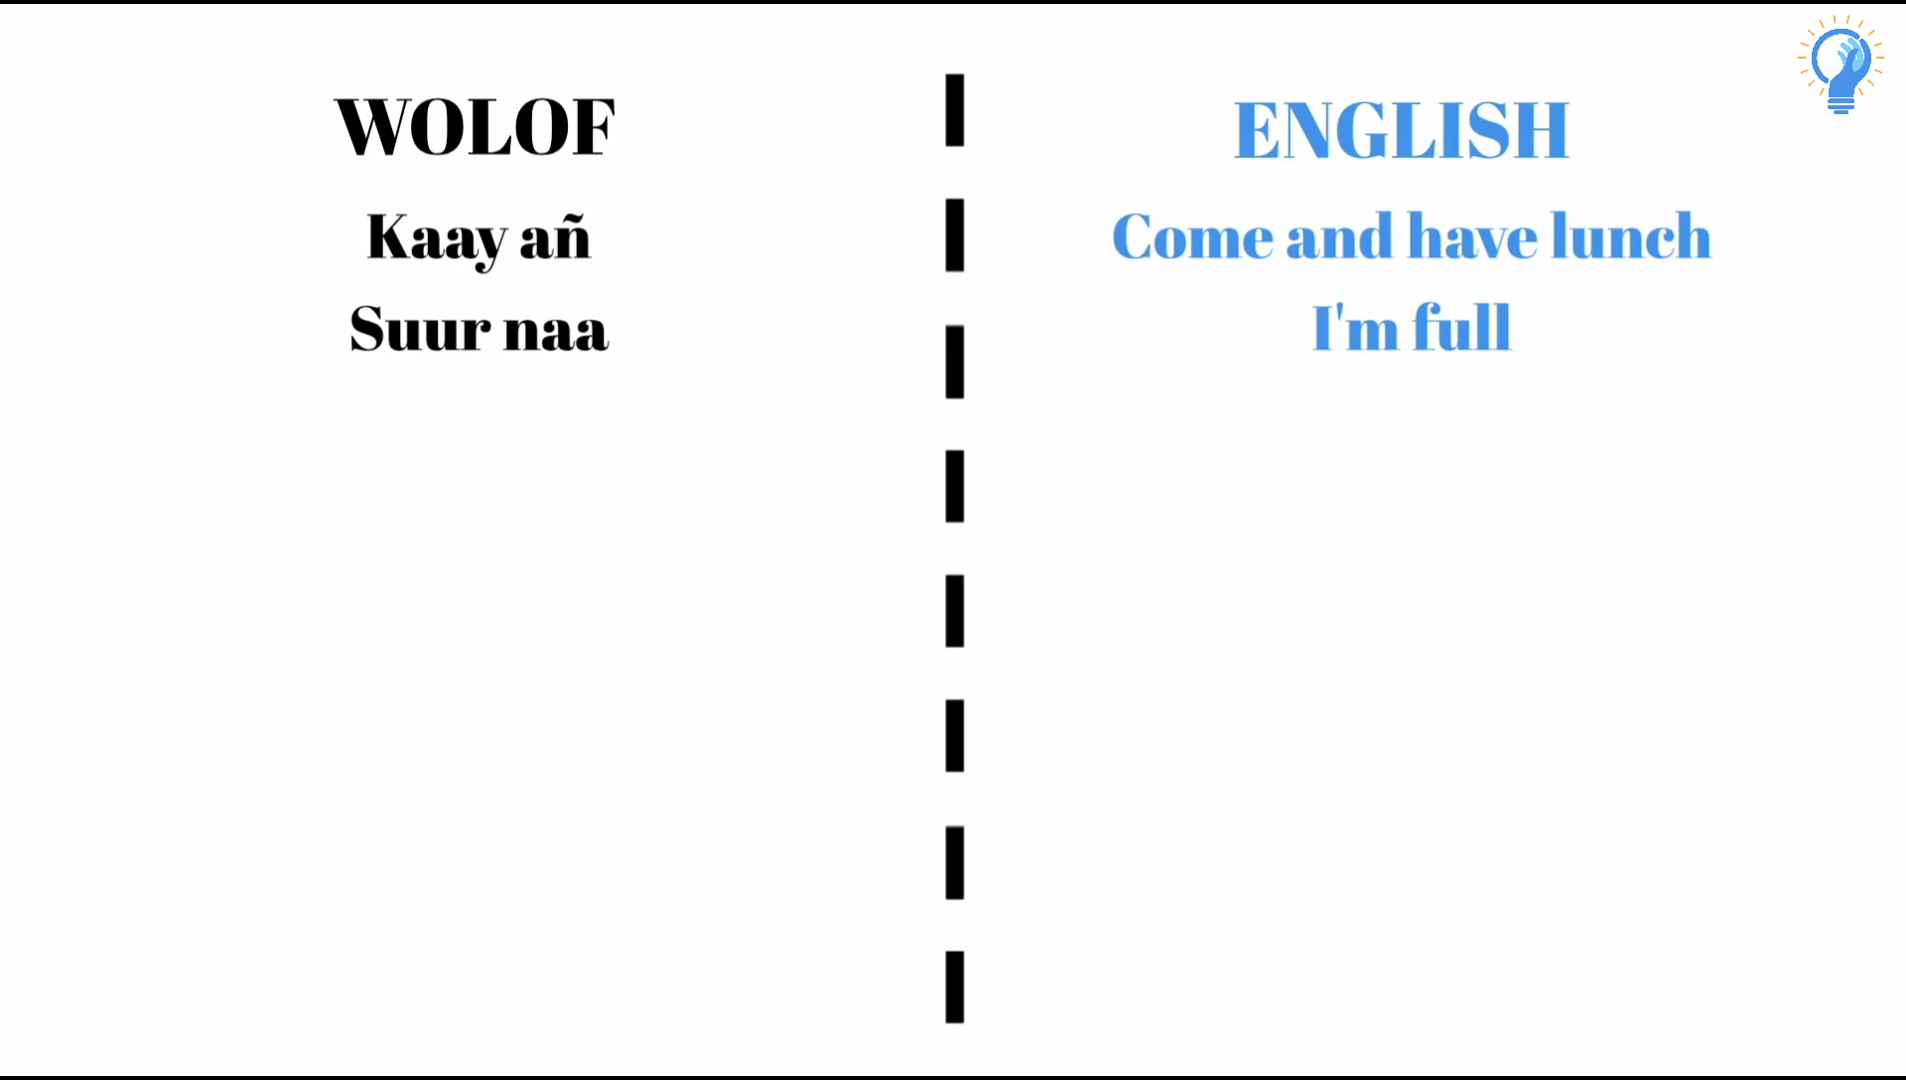 WOLOF
Kaay añ
Suur naa
ENGLISH
Come and have lunch
I'm full